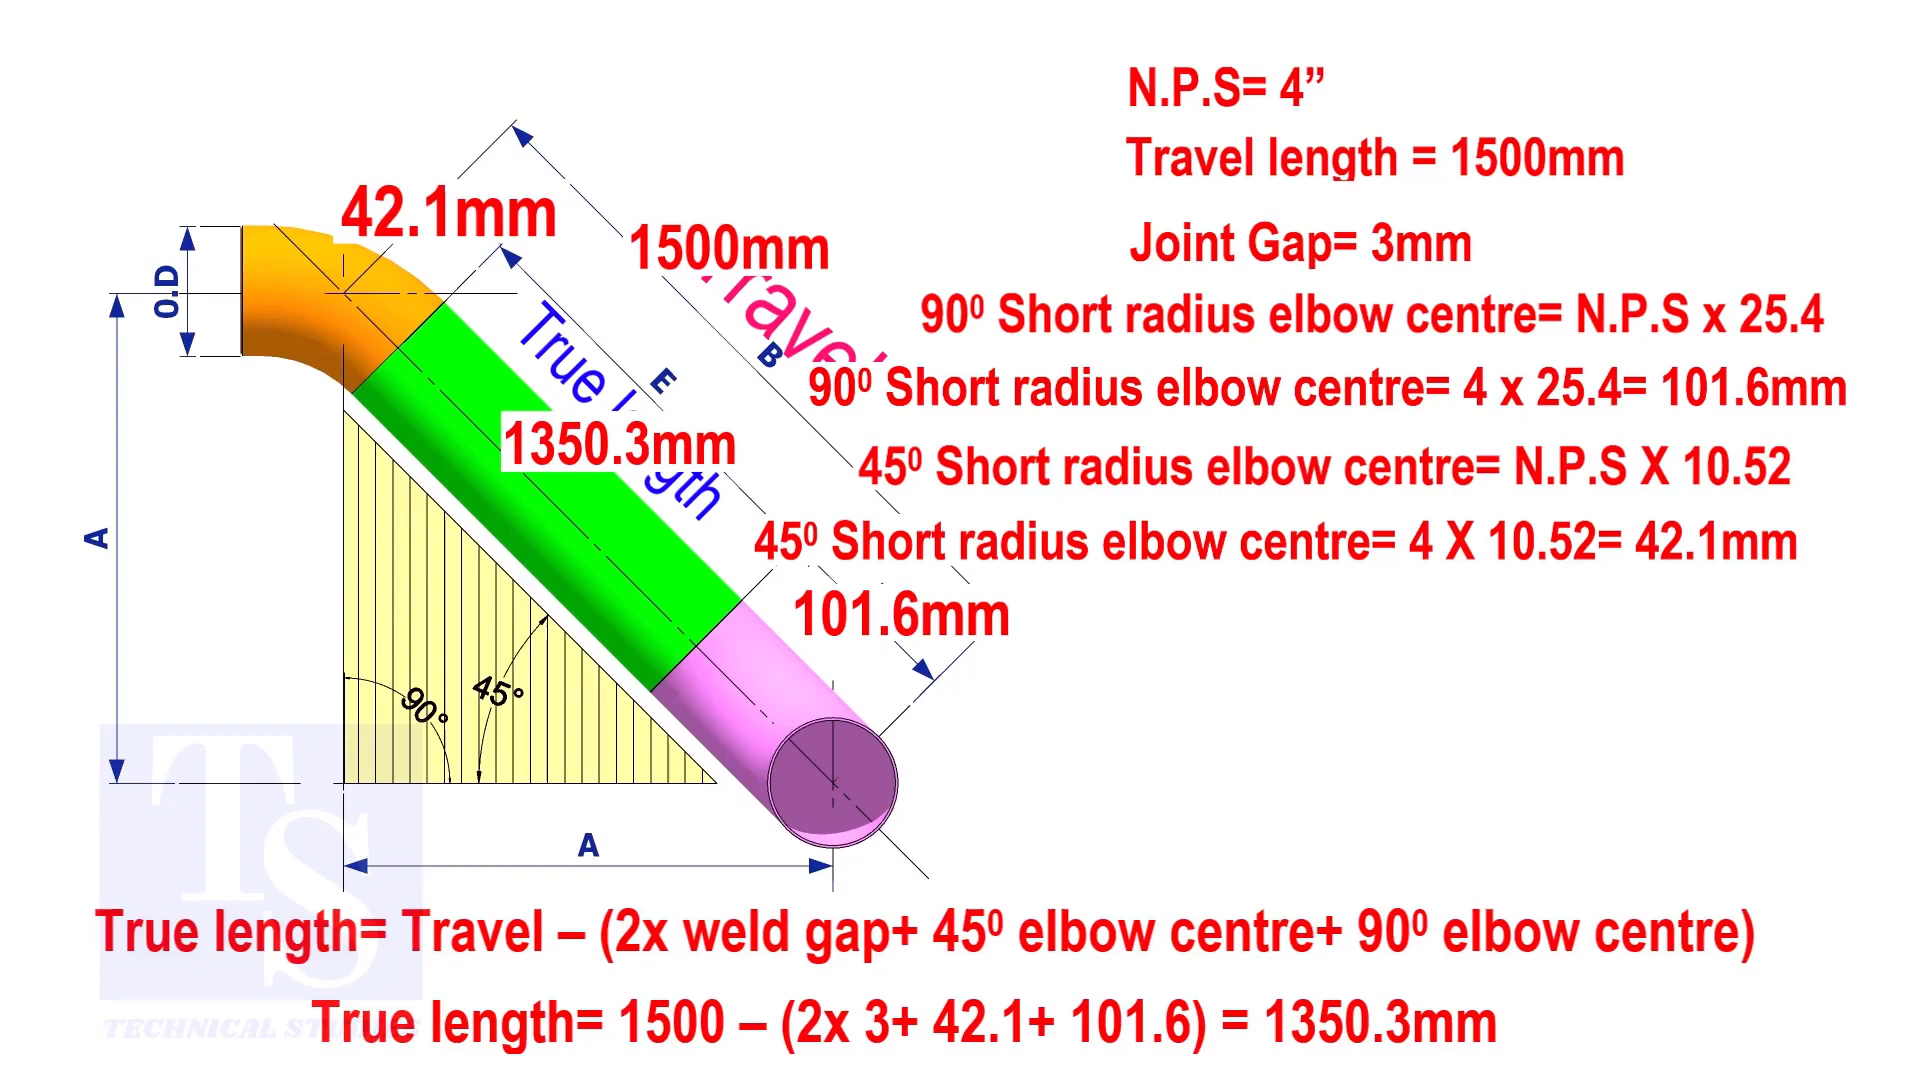 N.P.S= 4”
Travel length = 1500mm
Joint Gap= 3mm
90⁰ Short radius elbow centre= N.P.S x 25.4
90⁰ Short radius elbow centre= 4 x 25.4= 101.6mm
45⁰ Short radius elbow centre= N.P.S X 10.52
45⁰ Short radius elbow centre= 4 X 10.52= 42.1mm
42.1mm
1500mm
O.D
True
E
B
1350.3mm
101.6mm
A
90°
45°
A
TS
TECHNICAL
True length= Travel – (2x weld gap+ 45⁰ elbow centre+ 90⁰ elbow centre)
True length= 1500 – (2x 3+ 42.1+ 101.6) = 1350.3mm